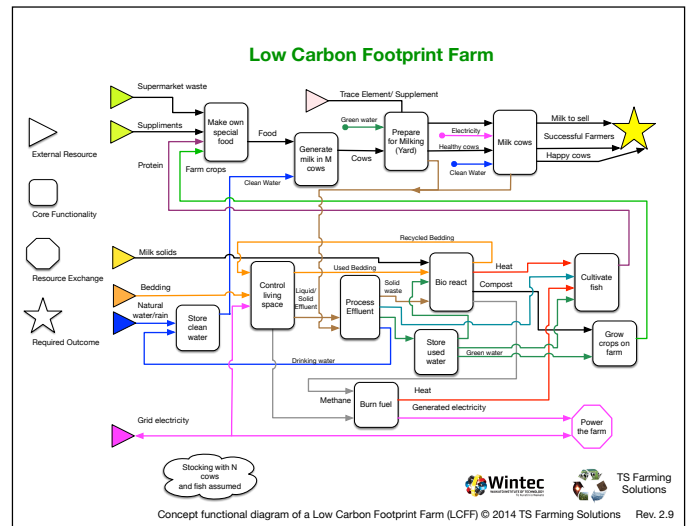 Low Carbon Footprint Farm
Supermarket waste
Trace Element/ Supplement
Green water
Milk to sell
Make own
special
food
Prepare
for Milking
(Yard)
Electricity
Milk cows
Successful Farmers
Suppliments
Food
Generate
milk in M
cows
Healthy cows
Happy cows
External Resource
Protein
Farm crops
Cows
Clean Water
Clean Water
Core Functionality
Recycled Bedding
Milk solids
Resource Exchange
Control
living
space
Used Bedding
Bio react
Heat
Cultivate
fish
Bedding
Liquid/
Solid
Effluent
Process
Effluent
Solid
waste
Compost
Natural
water/rain
Store
clean
water
Required Outcome
Grow
crops on
farm
Store
used
water
Drinking water
Green water
Methane
Burn fuel
Heat
Generated electricity
Grid electricity
Power
the farm
Stocking with N
cows
and fish assumed
Wintec
TS Farming
Solutions
Concept functional diagram of a Low Carbon Footprint Farm (LCFF) © 2014 TS Farming Solutions Rev. 2.9